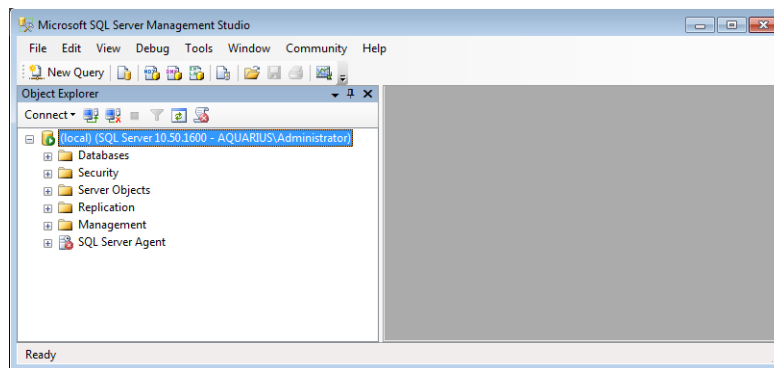 Microsoft SQL Server Management Studio
File Edit View Debug Tools Window Community Help
New Query
Object Explorer
Connect
(local) (SQL Server 10.50.1600 - AQUARIUS\Administrator)
Databases
Security
Server Objects
Replication
Management
SQL Server Agent
Ready